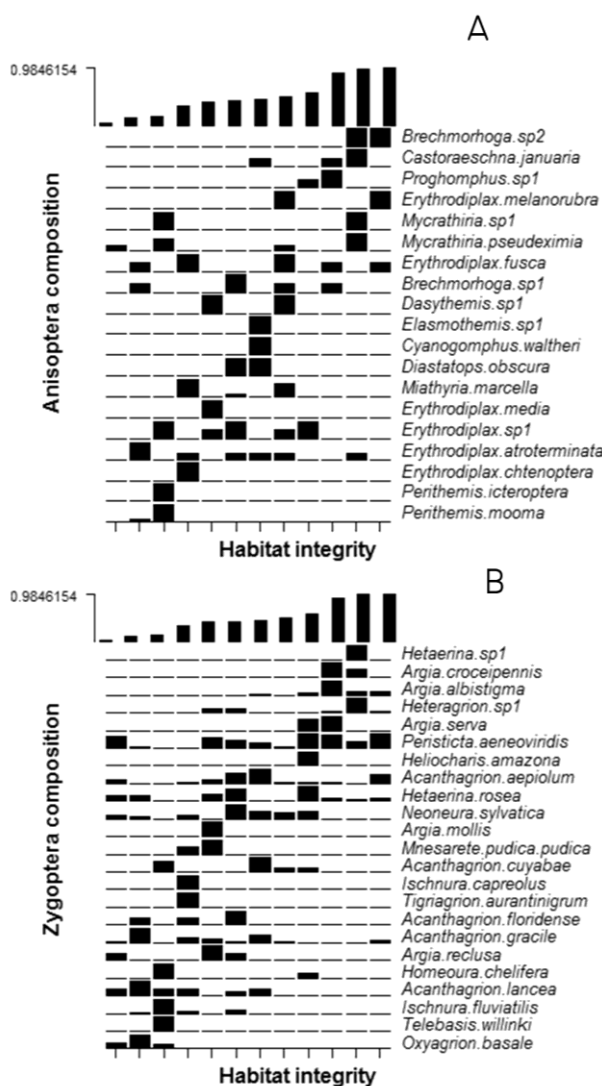 A
0.9846154
Brechmorhoga.sp2
Castoraeschna.januaria
Proghomphus.sp1
Erythrodiplax.melanorubra
Mycrathiria.sp1
Mycrathiria.pseudeximia
Erythrodiplax.fusca
Brechmorhoga.sp1
Dasythemis.sp1
Elasmothemis.sp1
Cyanogomphus.waltheri
Diastatops.obscura
Miathyria.marcella
Erythrodiplax.media
Erythrodiplax.sp1
Erythrodiplax.atroterminata
Erythrodiplax.chtenoptera
Perithemis.icteroptera
Perithemis.mooma
Anisoptera composition
Habitat integrity
B
0.9846154
Hetaerina.sp1
Argia.croceipennis
Argia.albistigma
Heteragrion.sp1
Argia.serva
Peristicta.aeneoviridis
Heliocharis.amazona
Acanthagrion.aepiolum
Hetaerina.rosea
Neoneura.sylvatica
Argia.mollis
Mnesarete.pudica.pudica
Acanthagrion.cuyabae
Ischnura.capreolus
Tigriagrion.aurantinigrum
Acanthagrion.floridense
Acanthagrion.gracile
Argia.reclusa
Homeoura.chelifera
Acanthagrion.lancea
Ischnura.fluviatilis
Telebasis.willinki
Oxyagrion.basale
Zygoptera composition
Habitat integrity